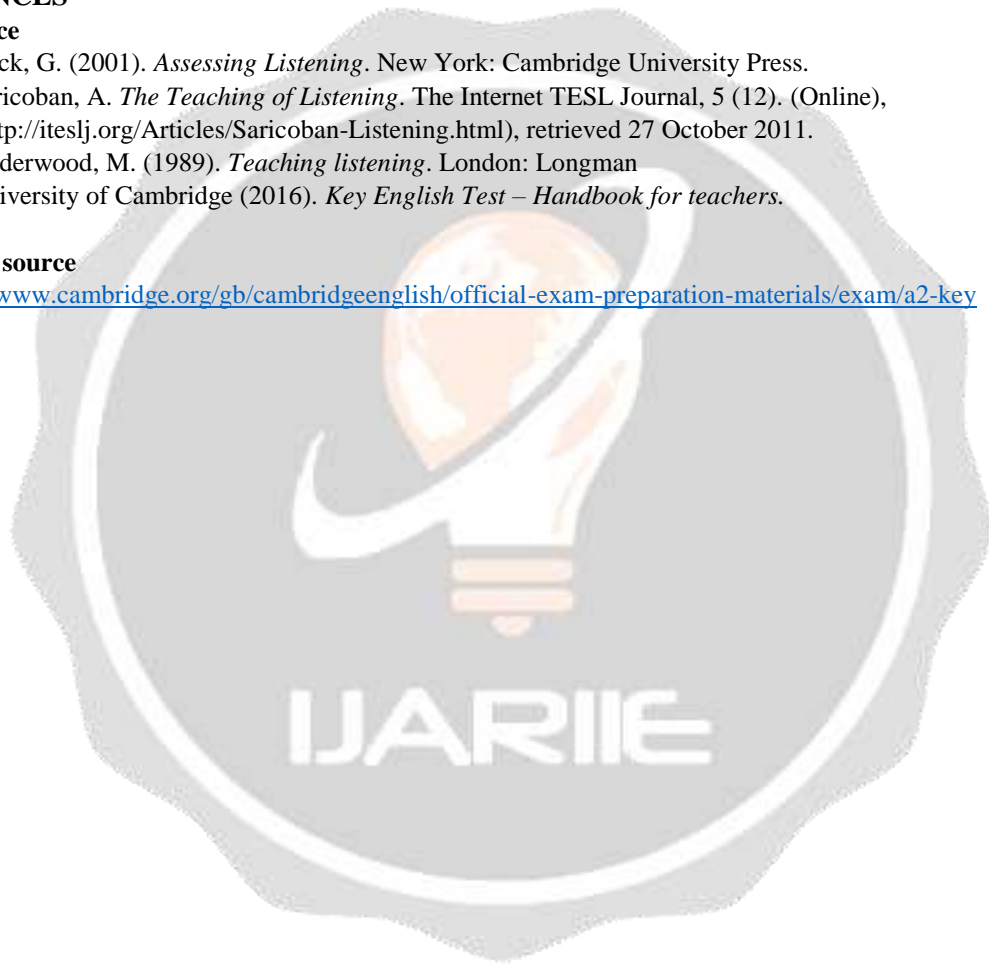 NCES
ce
ck, G. (2001). Assessing Listening. New York: Cambridge University Press.
ricoban, A. The Teaching of Listening. The Internet TESL Journal, 5 (12). (Online),
tp://iteslj.org/Articles/Saricoban-Listening.html), retrieved 27 October 2011.
derwood, M. (1989). Teaching listening. London: Longman
iversity of Cambridge (2016). Key English Test – Handbook for teachers.
source
www.cambridge.org/gb/cambridgeenglish/official-exam-preparation-materials/exam/a2-key
IJARIIE